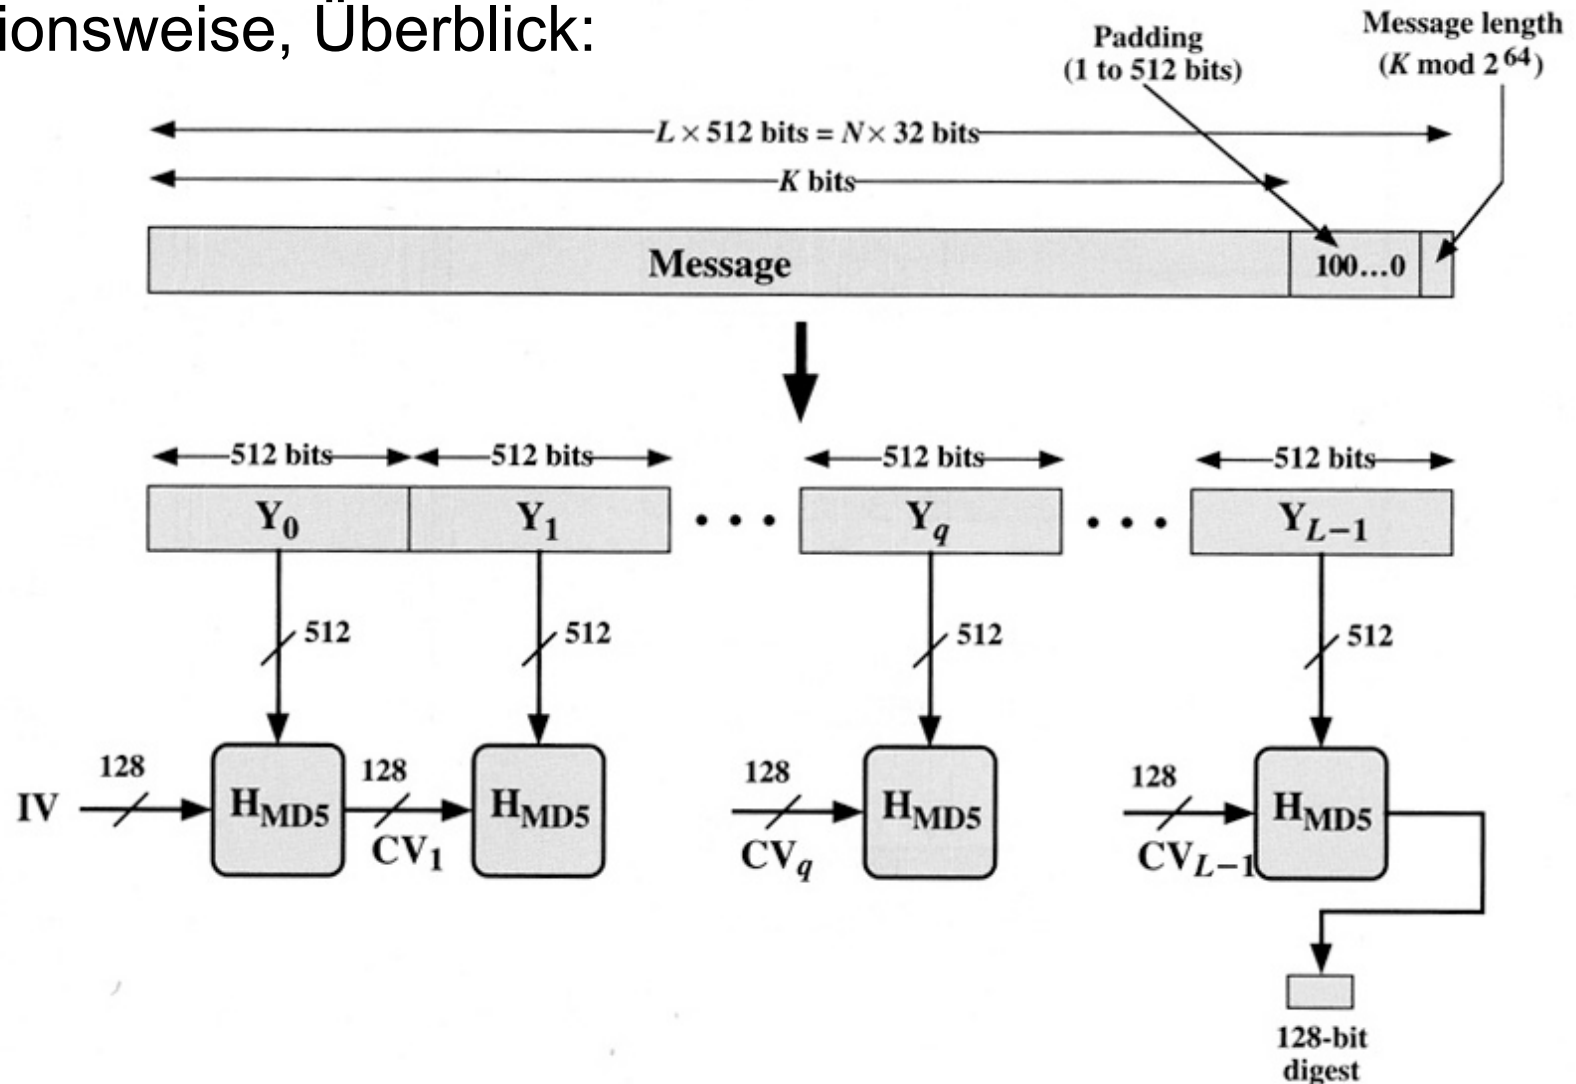 ionsweise, Überblick:
Padding
(1 to 512 bits)
Message length
(K mod 2^64)
L × 512 bits = N × 32 bits
K bits
Message
100...0
512 bits
512 bits
512 bits
512 bits
Y0
Y1
• • •
Yq
• • •
YL−1
512
512
512
512
IV
128
HMD5
128
CV1
HMD5
128
CVq
HMD5
128
CVL−1
HMD5
128-bit
digest